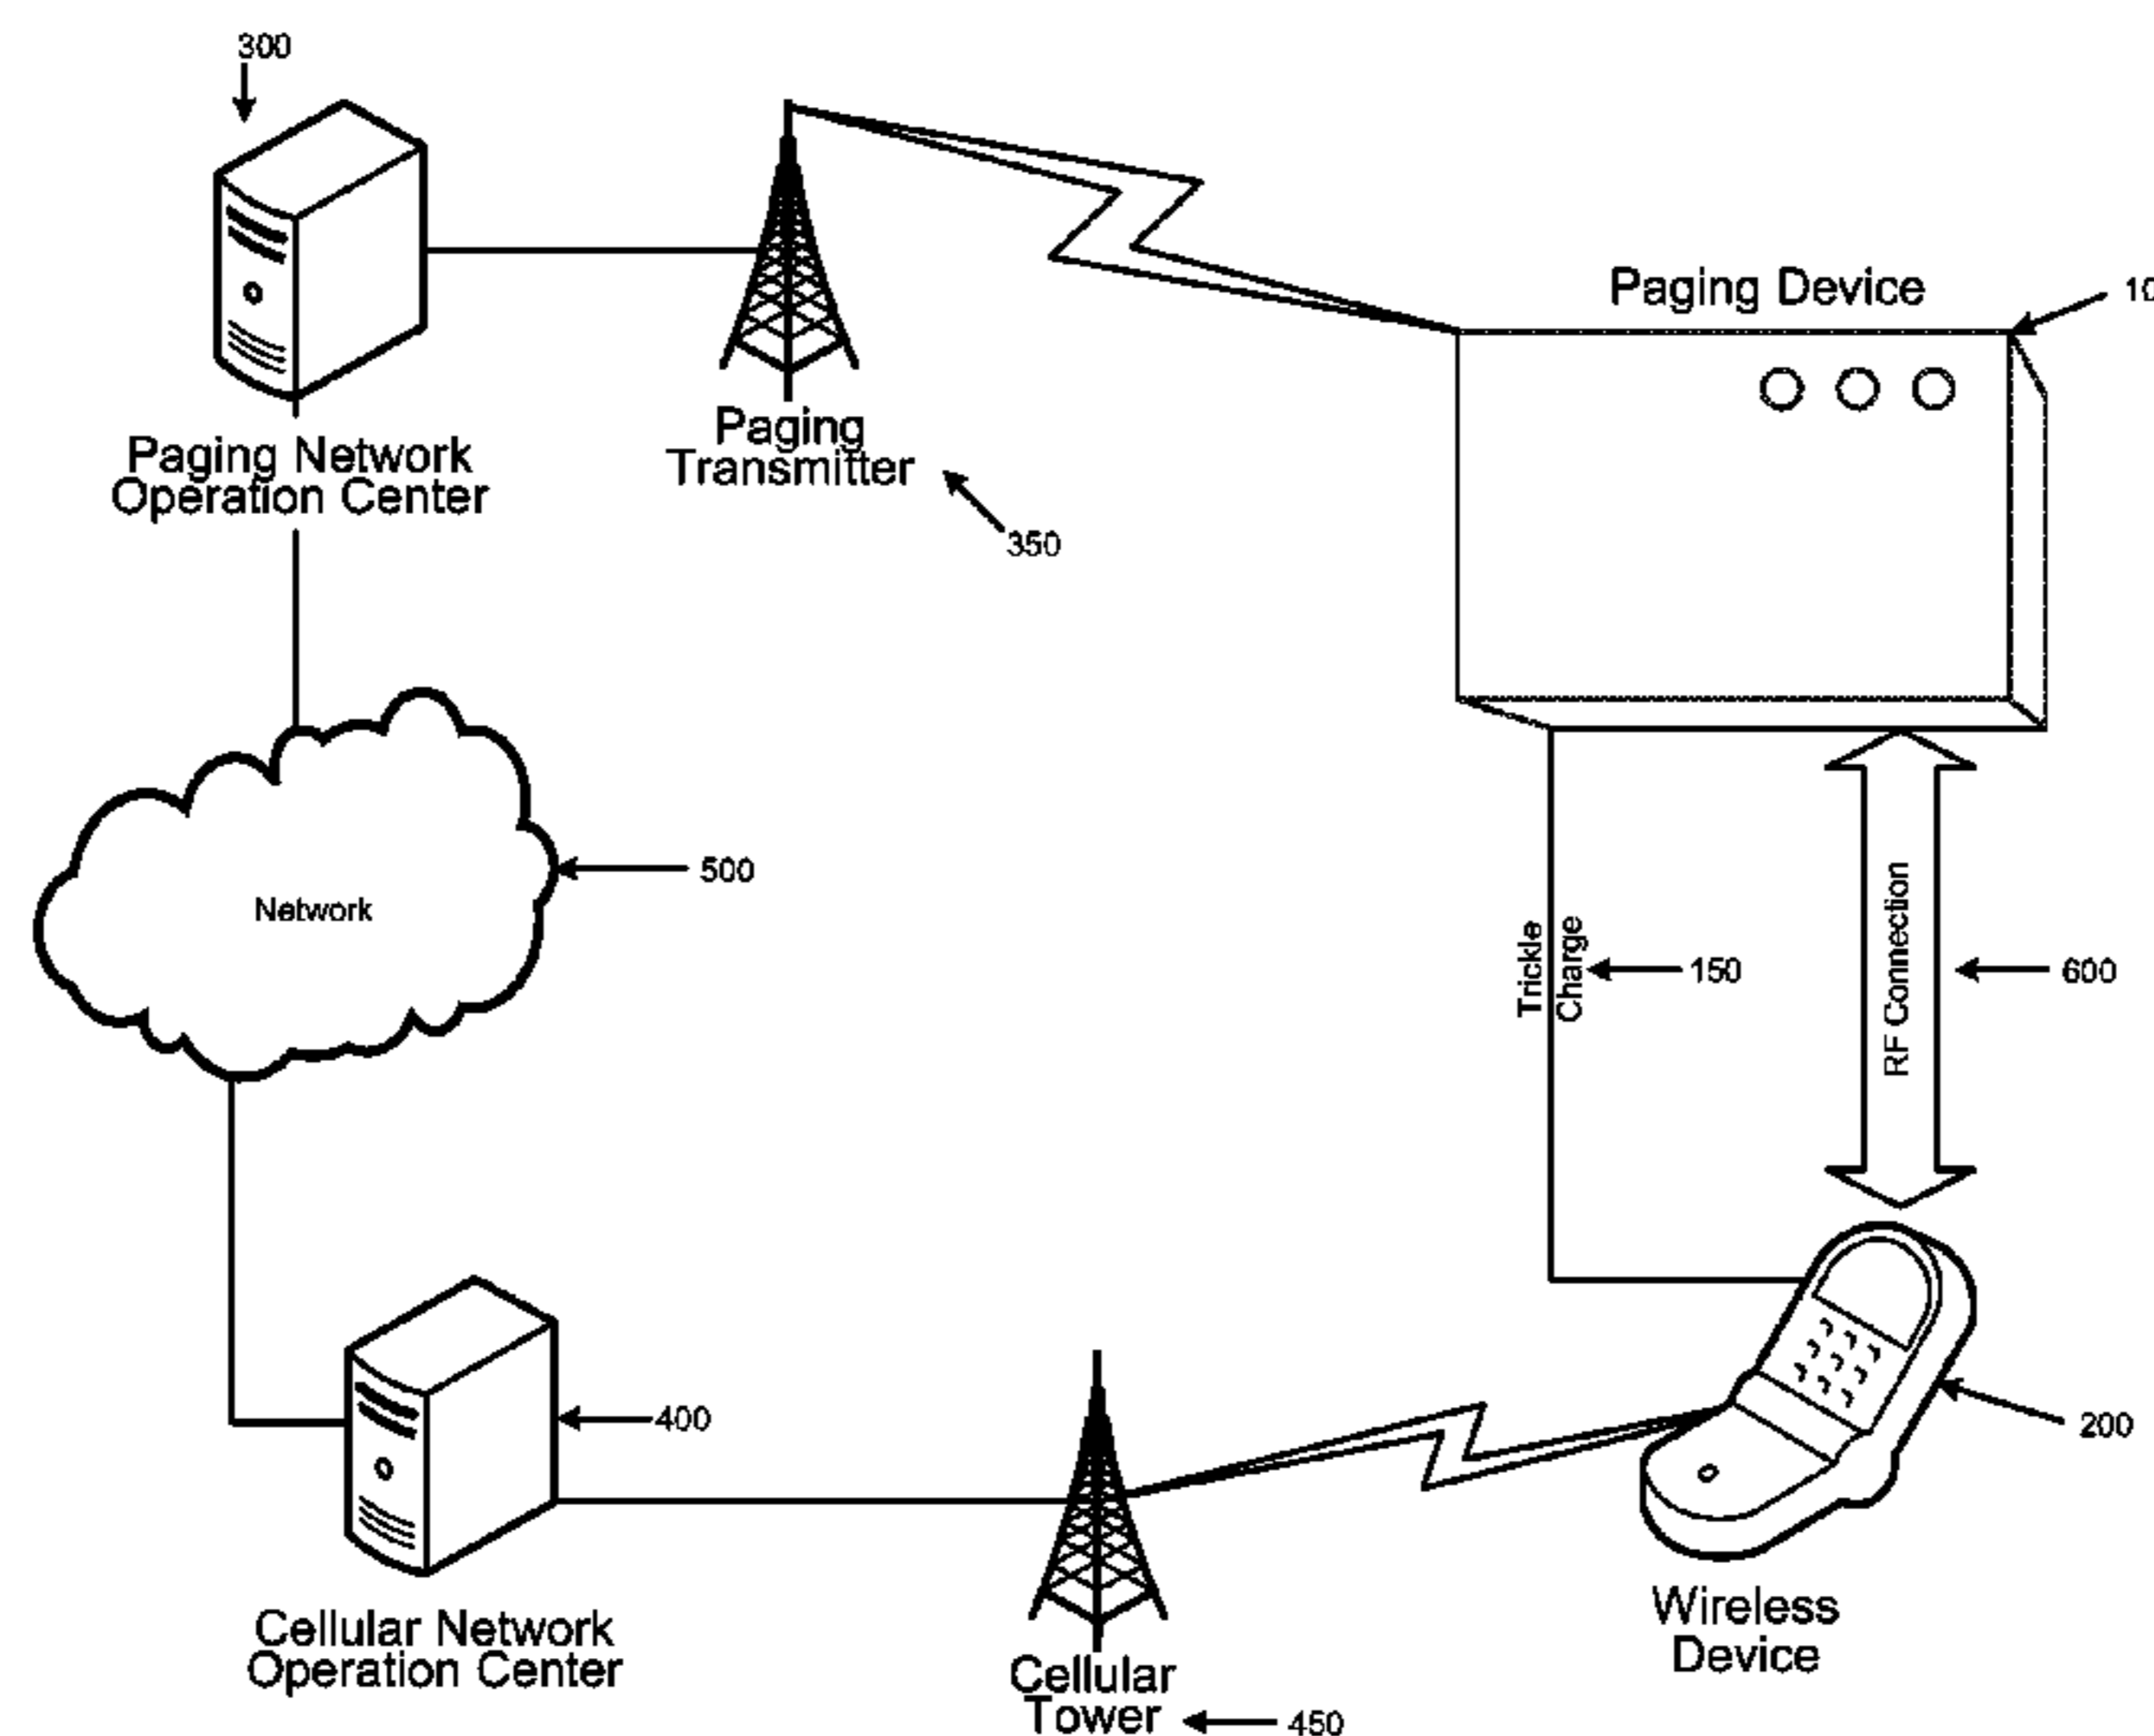 300
Paging Device
10
Paging
Transmitter
Paging Network
Operation Center
350
500
Network
Trickle
Charge
150
RF Connection
600
400
200
Cellular Network
Operation Center
Wireless
Device
Cellular
Tower
450